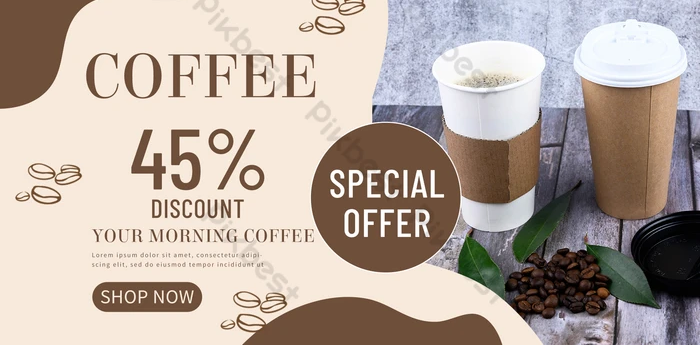 COFFEE
45%
DISCOUNT
YOUR MORNING COFFEE
Lorem ipsum dolor sit amet, consectetur adipi-
scing elit, sed do eiusmod tempor incididunt ut
SHOP NOW
SPECIAL
OFFER
Pikbest